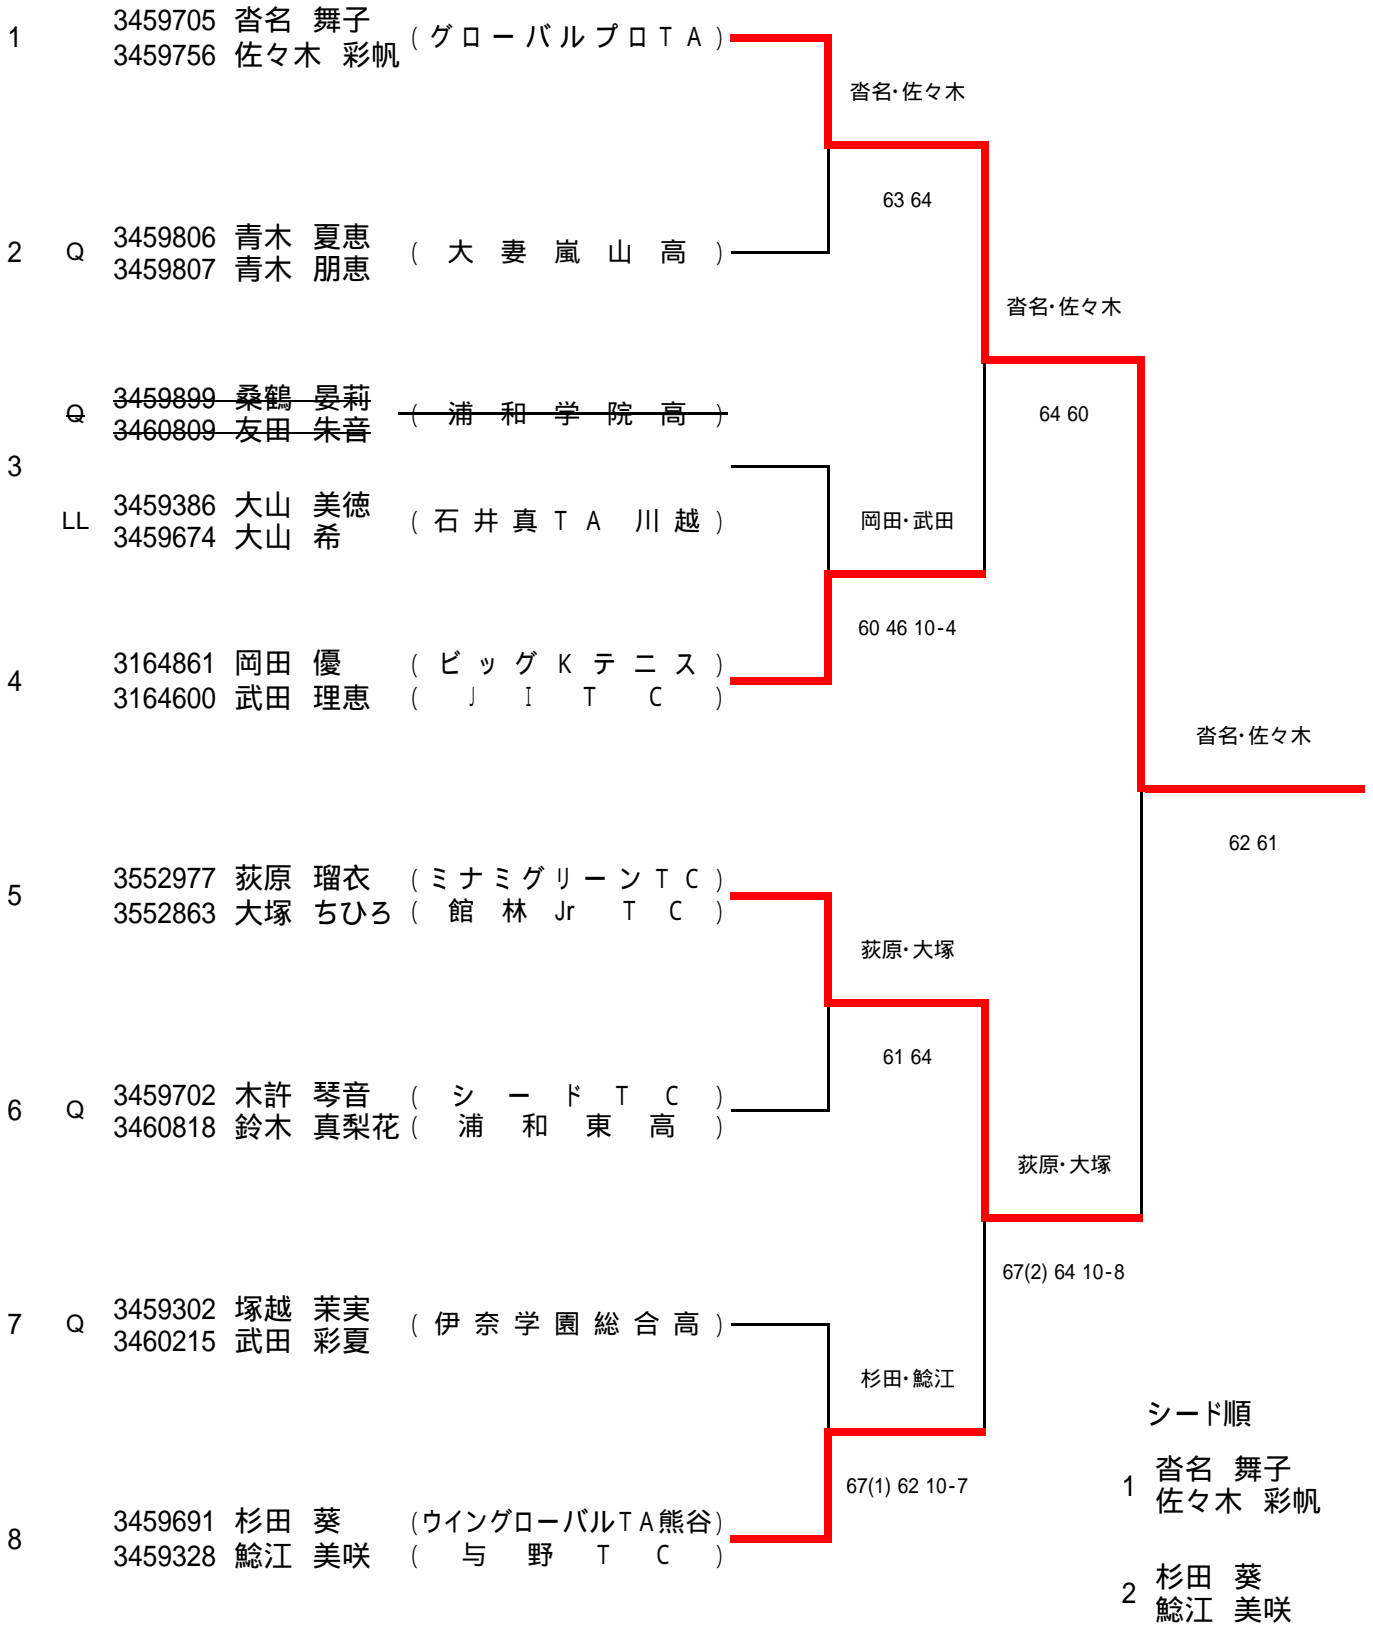 1 3459705 沓名 舞子 (グローバルプロTA)
3459756 佐々木 彩帆
沓名・佐々木
63 64
2 Q 3459806 青木 夏恵 (大妻嵐山高)
3459807 青木 朋恵
沓名・佐々木
Q 3459899 桑鶴 晏莉 (浦和学院高)
3460809 友田 朱音
64 60
3
LL 3459386 大山 美徳 (石井真TA 川越)
3459674 大山 希
岡田・武田
60 46 10-4
4 3164861 岡田 優 (ビッグKテニス)
3164600 武田 理恵 (JITC)
沓名・佐々木
62 61
5 3552977 荻原 瑠衣 (ミナミグリーンTC)
3552863 大塚 ちひろ (館林Jr TC)
荻原・大塚
61 64
6 Q 3459702 木許 琴音 (シードTC)
3460818 鈴木 真梨花 (浦和東高)
荻原・大塚
67(2) 64 10-8
7 Q 3459302 塚越 茉実 (伊奈学園総合高)
3460215 武田 彩夏
杉田・鯰江
67(1) 62 10-7
8 3459691 杉田 葵 (ウイングローバルTA熊谷)
3459328 鯰江 美咲 (与野TC)
シード順
1 沓名 舞子
佐々木 彩帆
2 杉田 葵
鯰江 美咲